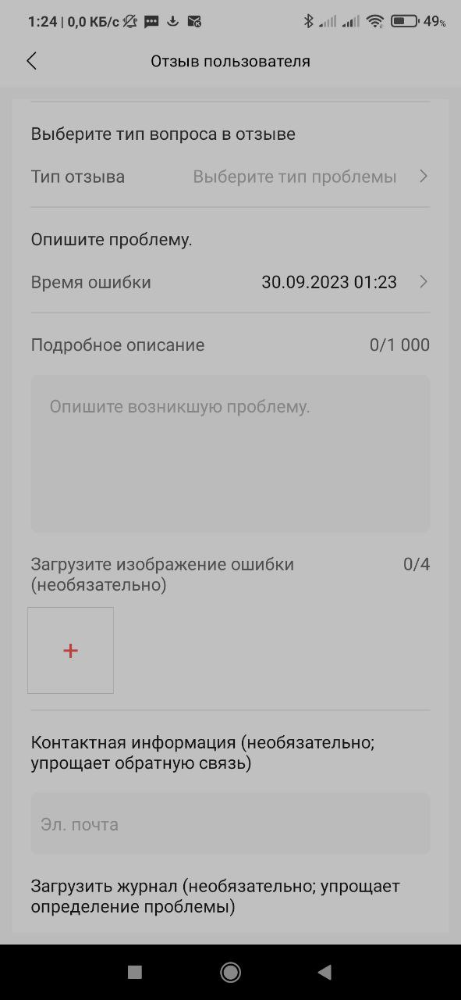 1:24 | 0,0 КБ/с 49%
Отзыв пользователя
Выберите тип вопроса в отзыве
Тип отзыва Выберите тип проблемы
Опишите проблему.
Время ошибки 30.09.2023 01:23
Подробное описание 0/1 000
Опишите возникшую проблему.
Загрузите изображение ошибки 0/4
(необязательно)
Контактная информация (необязательно;
упрощает обратную связь)
Эл. почта
Загрузить журнал (необязательно; упрощает
определение проблемы)